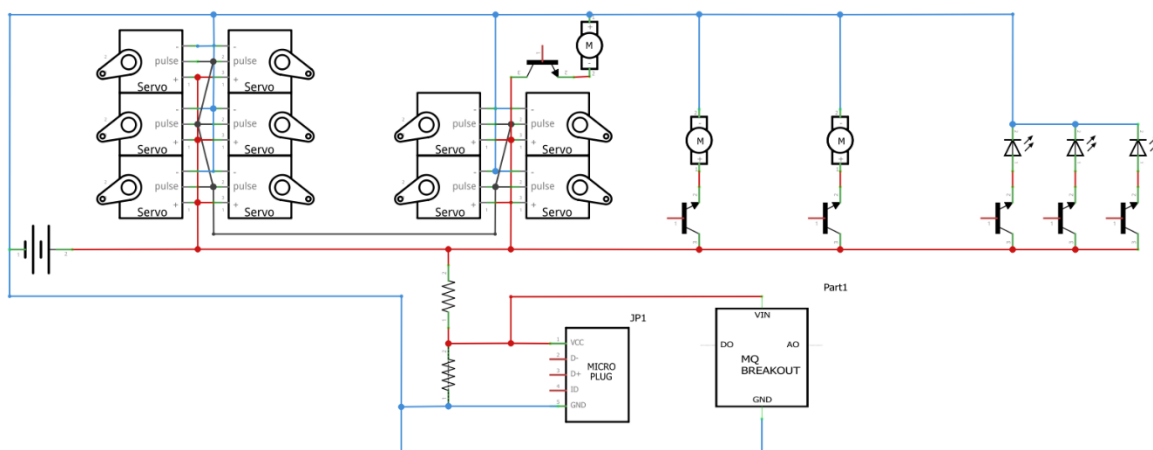 pulse pulse
Servo Servo
pulse pulse
Servo Servo
pulse pulse
Servo Servo
M
pulse pulse
Servo Servo
pulse pulse
Servo Servo
M
M
Part1
JP1
VCC
D-
D+
ID
GND
MICRO
PLUG
VIN
DO AO
MQ
BREAKOUT
GND